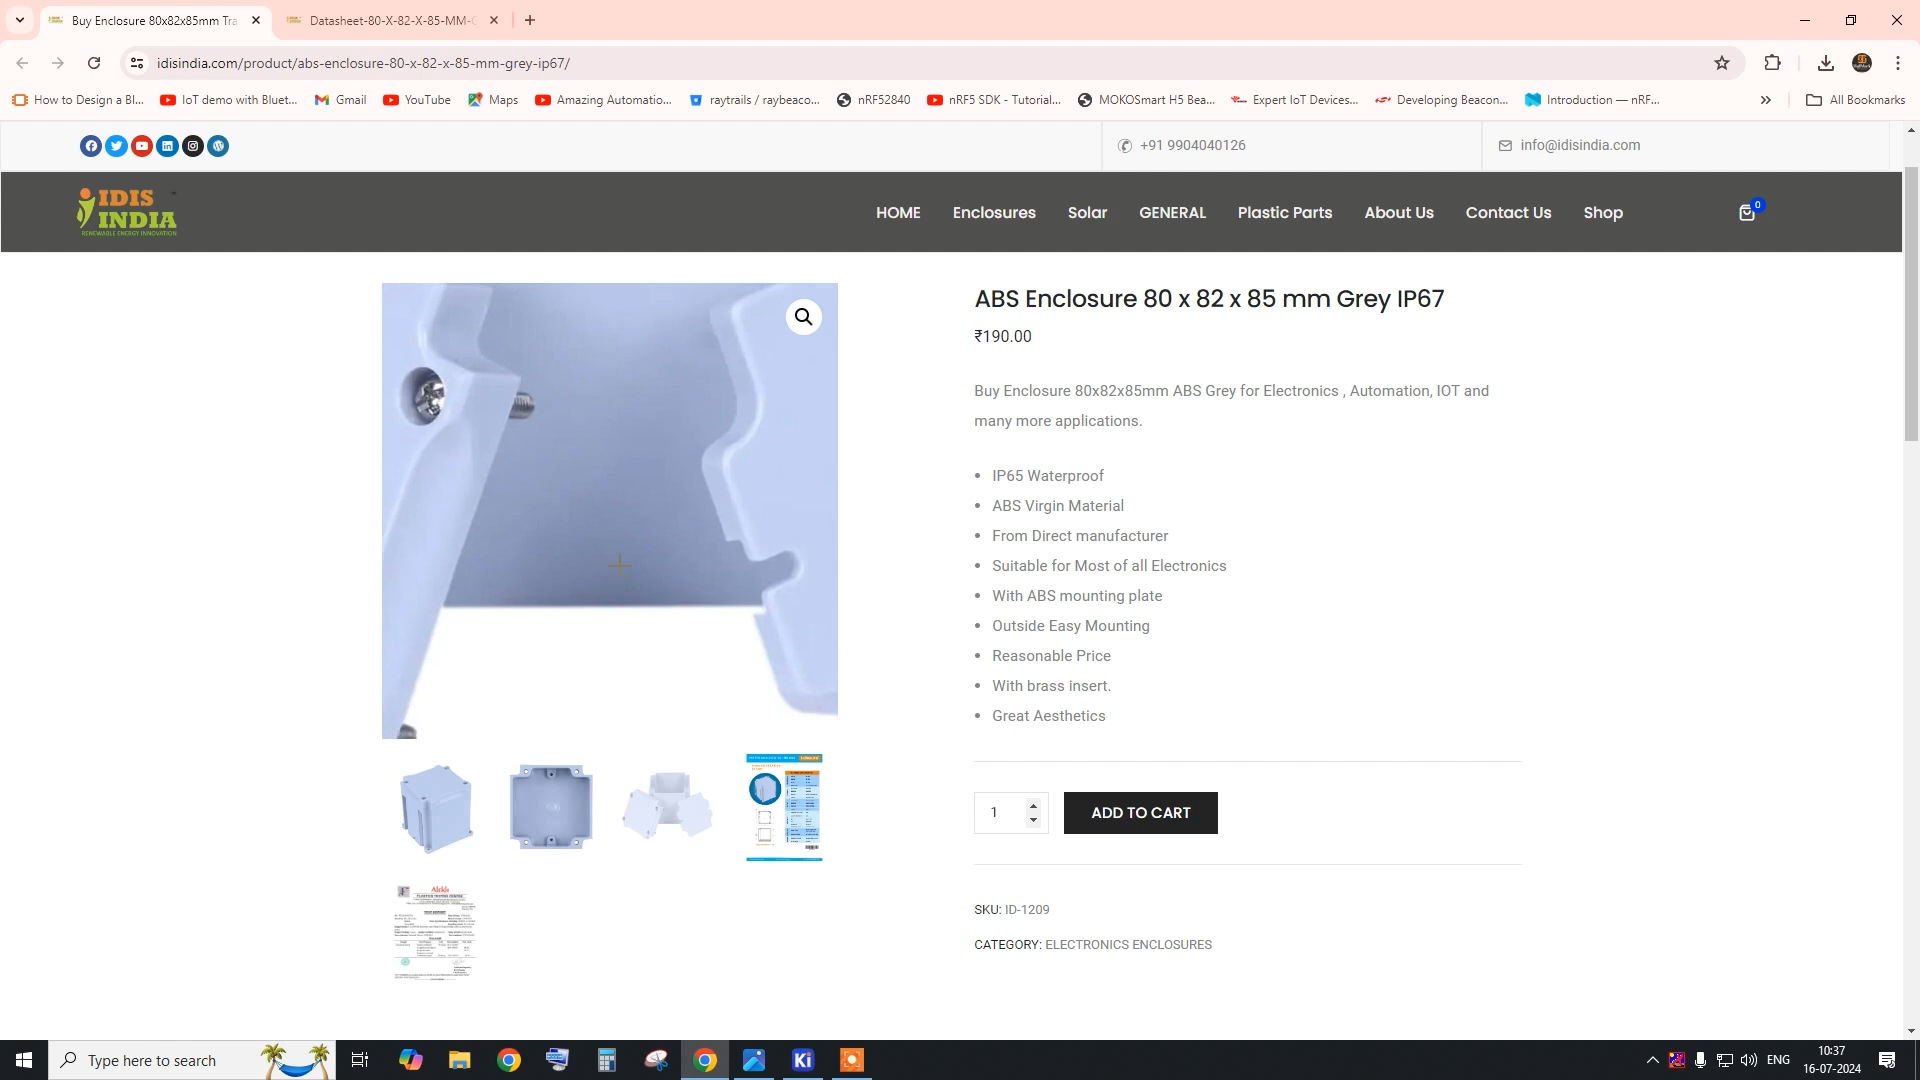 Buy Enclosure 80x82x85mm Tra
Datasheet-80-X-82-X-85-MM-G
idisindia.com/product/abs-enclosure-80-x-82-x-85-mm-grey-ip67/
How to Design a Bl...
IoT demo with Bluet...
Gmail
YouTube
Maps
Amazing Automatio...
raytrails / raybeaco...
nRF52840
nRF5 SDK - Tutorial...
MOKOSmart H5 Bea...
Expert IoT Devices...
Developing Beacon...
Introduction — nRF...
All Bookmarks
+91 9904040126
info@idisindia.com
IDIS
INDIA
RENEWABLE ENERGY INNOVATION
HOME
Enclosures
Solar
GENERAL
Plastic Parts
About Us
Contact Us
Shop
0
ABS Enclosure 80 x 82 x 85 mm Grey IP67
₹190.00
Buy Enclosure 80x82x85mm ABS Grey for Electronics , Automation, IOT and
many more applications.
IP65 Waterproof
ABS Virgin Material
From Direct manufacturer
Suitable for Most of all Electronics
With ABS mounting plate
Outside Easy Mounting
Reasonable Price
With brass insert.
Great Aesthetics
1
ADD TO CART
SKU: ID-1209
CATEGORY: ELECTRONICS ENCLOSURES
Type here to search
Ki
ENG
10:37
16-07-2024